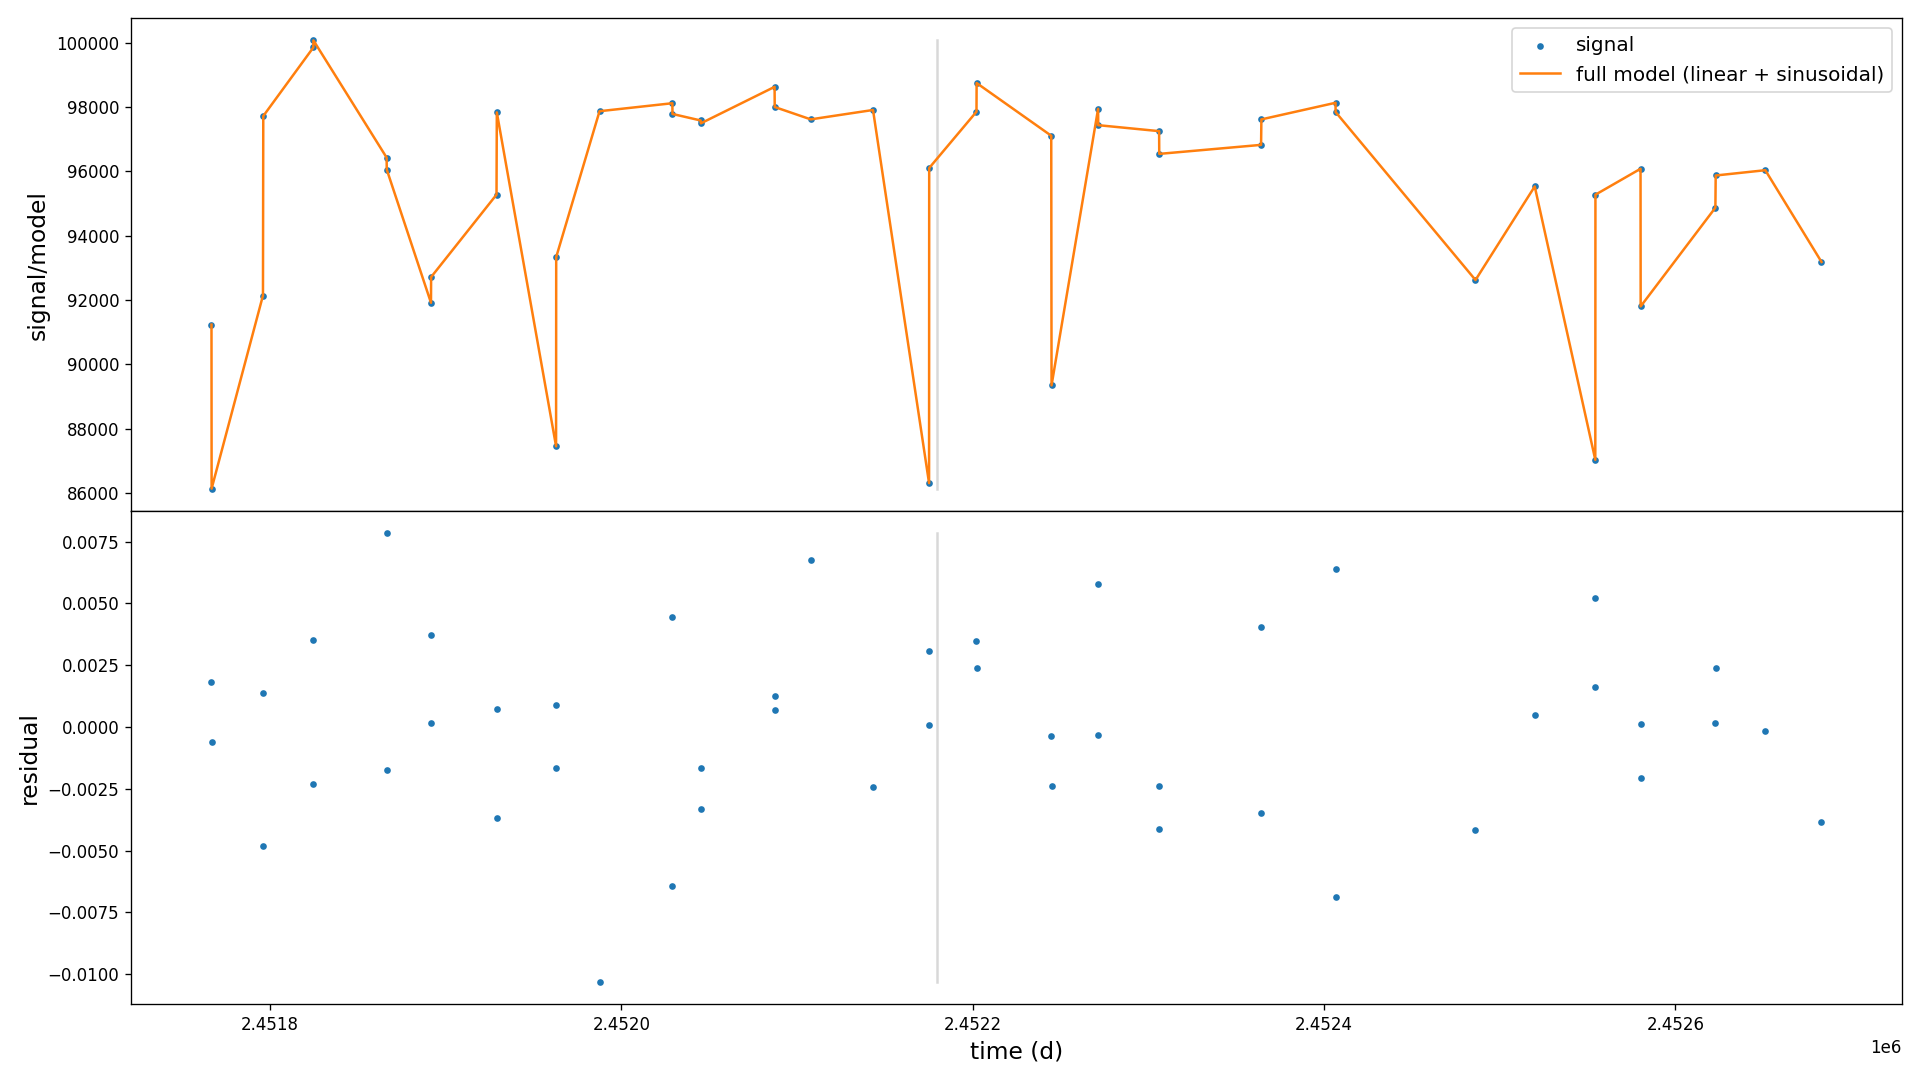 signal/model
100000
98000
96000
94000
92000
90000
88000
86000
signal
full model (linear + sinusoidal)
residual
0.0075
0.0050
0.0025
0.0000
−0.0025
−0.0050
−0.0075
−0.0100
2.4518 2.4520 2.4522 2.4524 2.4526
1e6
time (d)